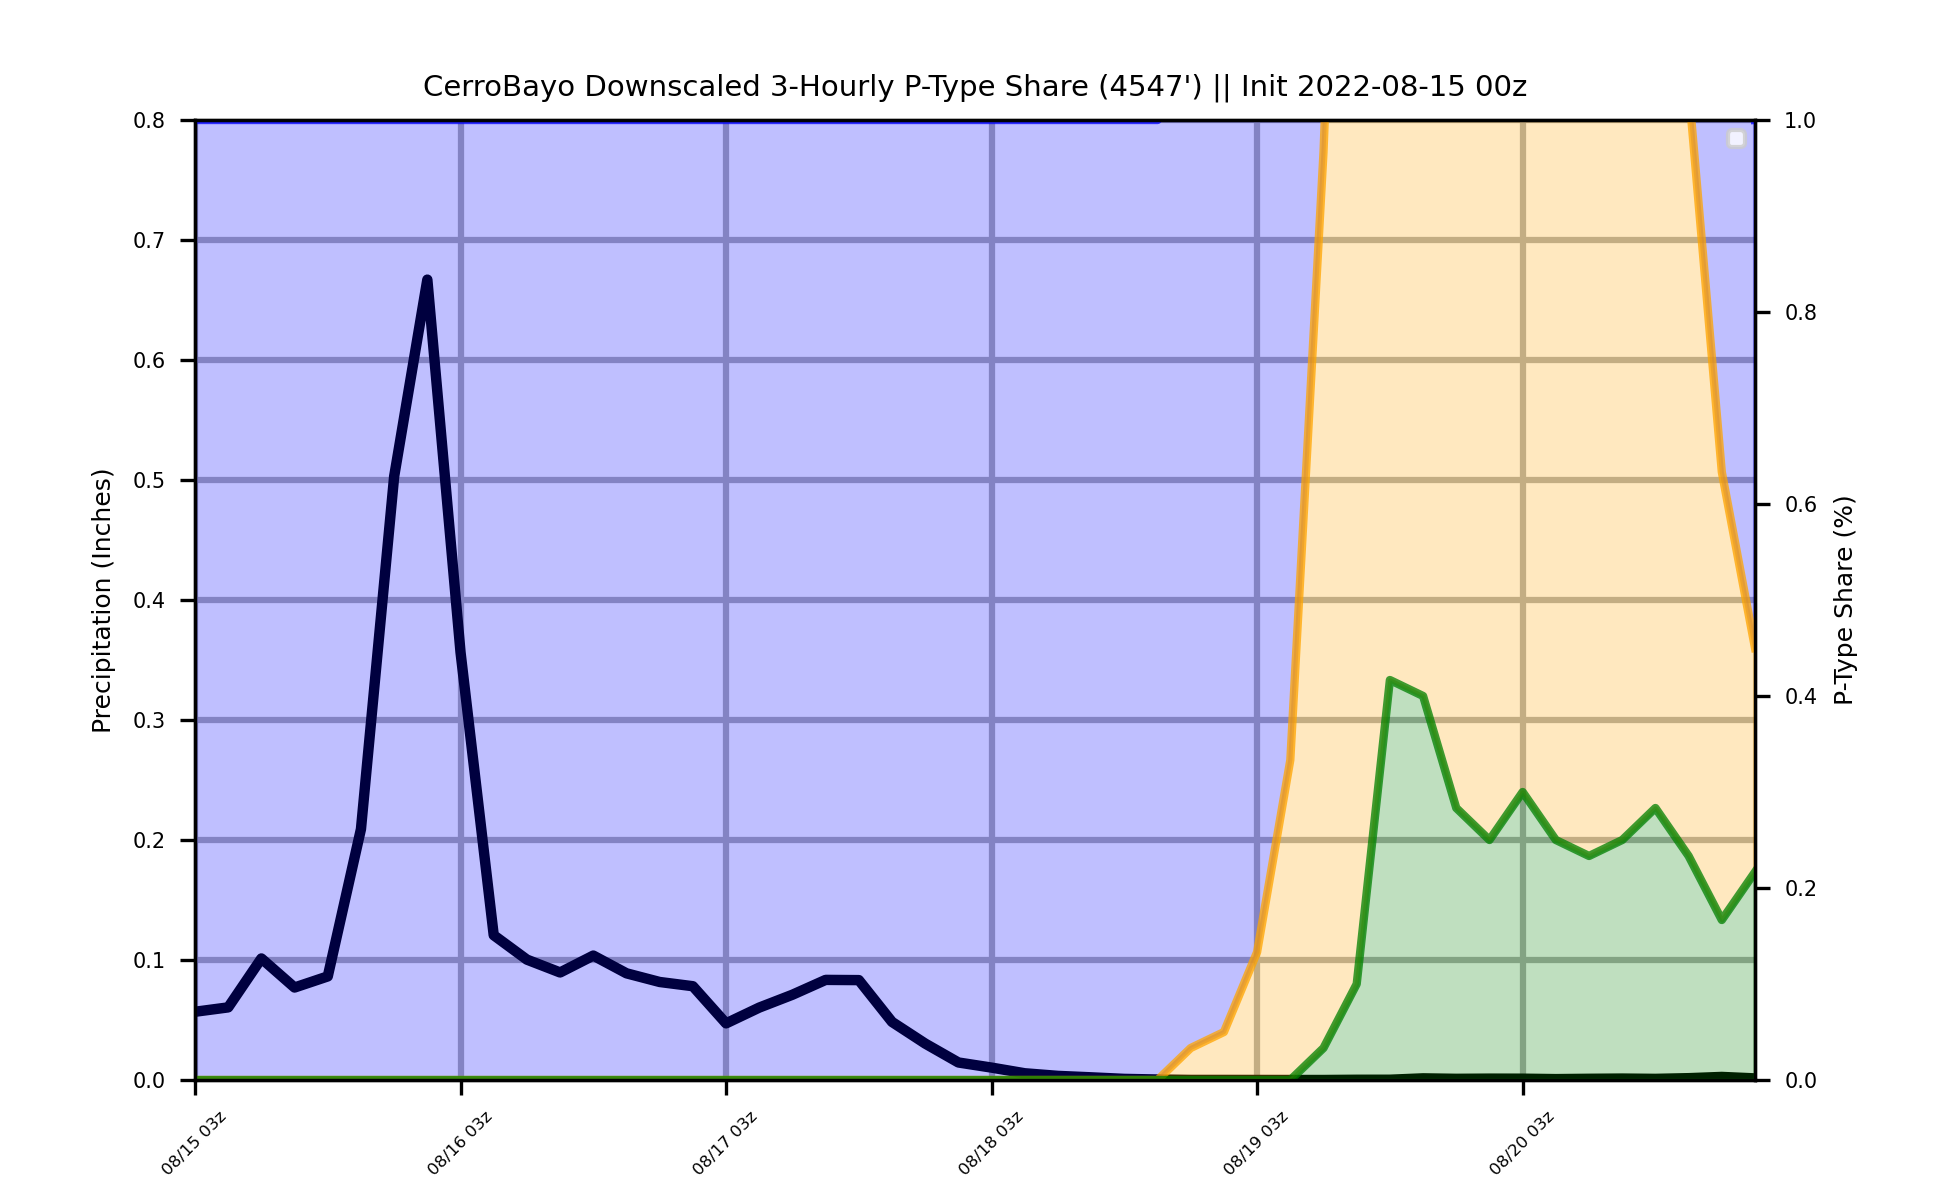 CerroBayo Downscaled 3-Hourly P-Type Share (4547') || Init 2022-08-15 00z
Precipitation (Inches)
0.8
0.7
0.6
0.5
0.4
0.3
0.2
0.1
0.0
1.0
0.8
0.6
0.4
0.2
0.0
P-Type Share (%)
08/15 03z
08/16 03z
08/17 03z
08/18 03z
08/19 03z
08/20 03z